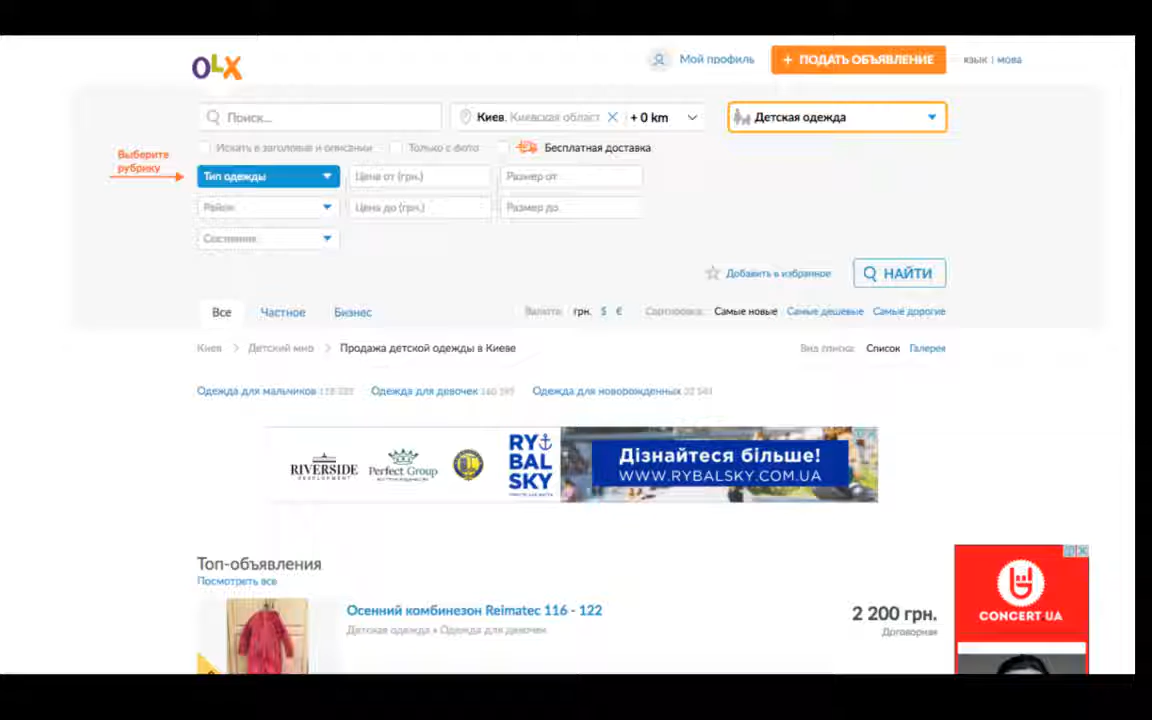 OLX
Мой профиль
+ ПОДАТЬ ОБЪЯВЛЕНИЕ
язык | мова
Поиск...
Киев, Киевская област
+ 0 km
Детская одежда
Искать в заголовке и описании
Только с фото
Бесплатная доставка
Выберите
рубрику
Тип одежды
Цена от (грн.)
Размер от
Район
Цена до (грн.)
Размер до
Состояние
Добавить в избранное
НАЙТИ
Все
Частное
Бизнес
Валюта: грн. $ €
Сортировка: Самые новые Самые дешевые Самые дорогие
Киев > Детский мир > Продажа детской одежды в Киеве
Вид списка: Список Галерея
Одежда для мальчиков
Одежда для девочек
Одежда для новорожденных
RIVERSIDE
DEVELOPMENT
Perfect Group
RY
BAL
SKY
Дізнайтеся більше!
WWW.RYBALSKY.COM.UA
Топ-объявления
Посмотреть все
Осенний комбинезон Reimatec 116 - 122
Детская одежда » Одежда для девочек
2 200 грн.
Договорная
CONCERT.UA